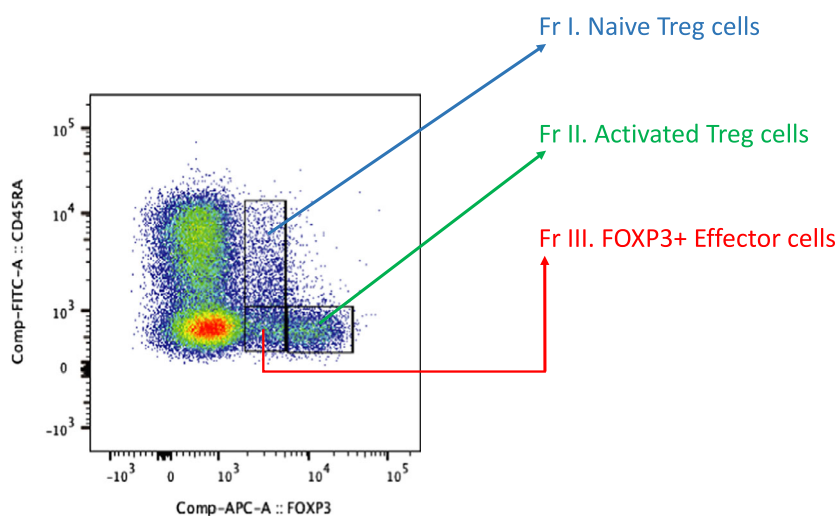 Fr I. Naive Treg cells
Fr II. Activated Treg cells
Fr III. FOXP3+ Effector cells
Comp-FITC-A :: CD45RA
10^5
10^4
10^3
0
-10^3
-10^3 0 10^3 10^4 10^5
Comp-APC-A :: FOXP3